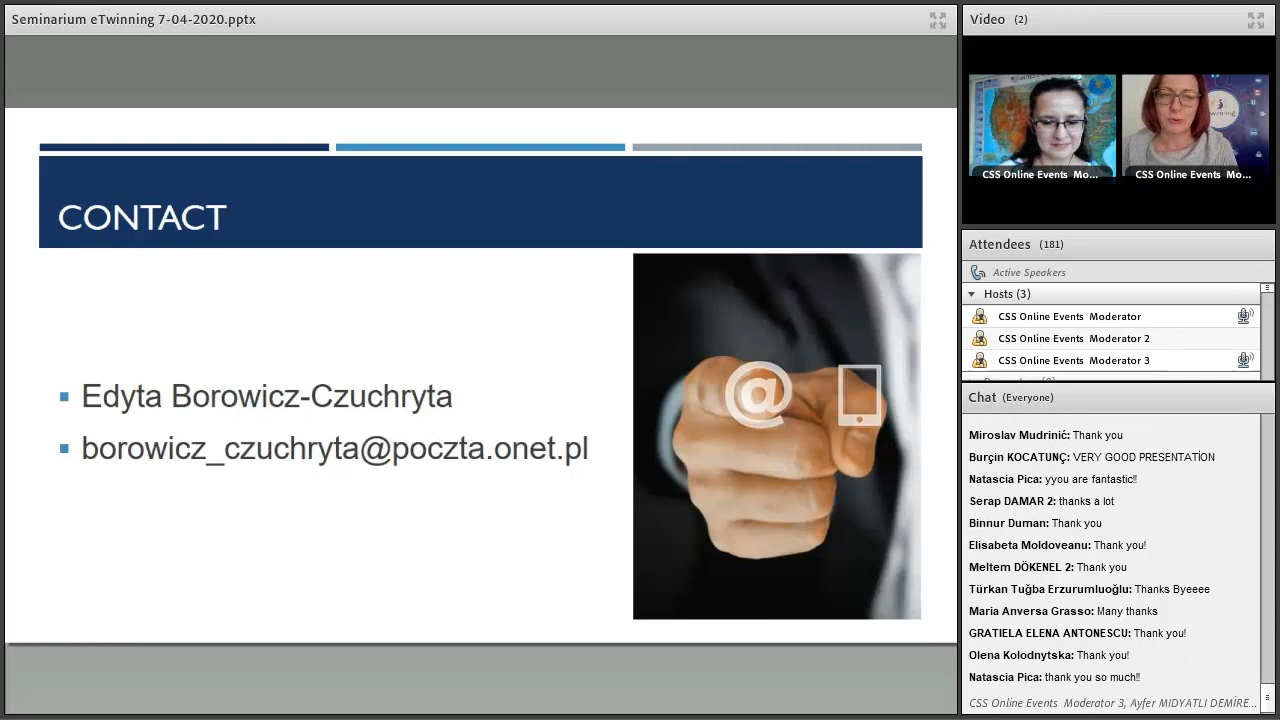 Seminarium eTwinning 7-04-2020.pptx
CONTACT
Edyta Borowicz-Czuchryta
borowicz_czuchryta@poczta.onet.pl
@
Video (2)
CSS Online Events Mo...
CSS Online Events Mo...
Attendees (181)
Active Speakers
Hosts (3)
CSS Online Events Moderator
CSS Online Events Moderator 2
CSS Online Events Moderator 3
Chat (Everyone)
Miroslav Mudrinić: Thank you
Burçin KOCATUNÇ: VERY GOOD PRESENTATİON
Natascia Pica: yyou are fantastic!!
Serap DAMAR 2: thanks a lot
Binnur Duman: Thank you
Elisabeta Moldoveanu: Thank you!
Meltem DÖKENEL 2: Thank you
Türkan Tuğba Erzurumluoğlu: Thanks Byeeee
Maria Anversa Grasso: Many thanks
GRATIELA ELENA ANTONESCU: Thank you!
Olena Kolodnytska: Thank you!
Natascia Pica: thank you so much!!
CSS Online Events Moderator 3, Ayfer MIDYATLI DEMİRE...